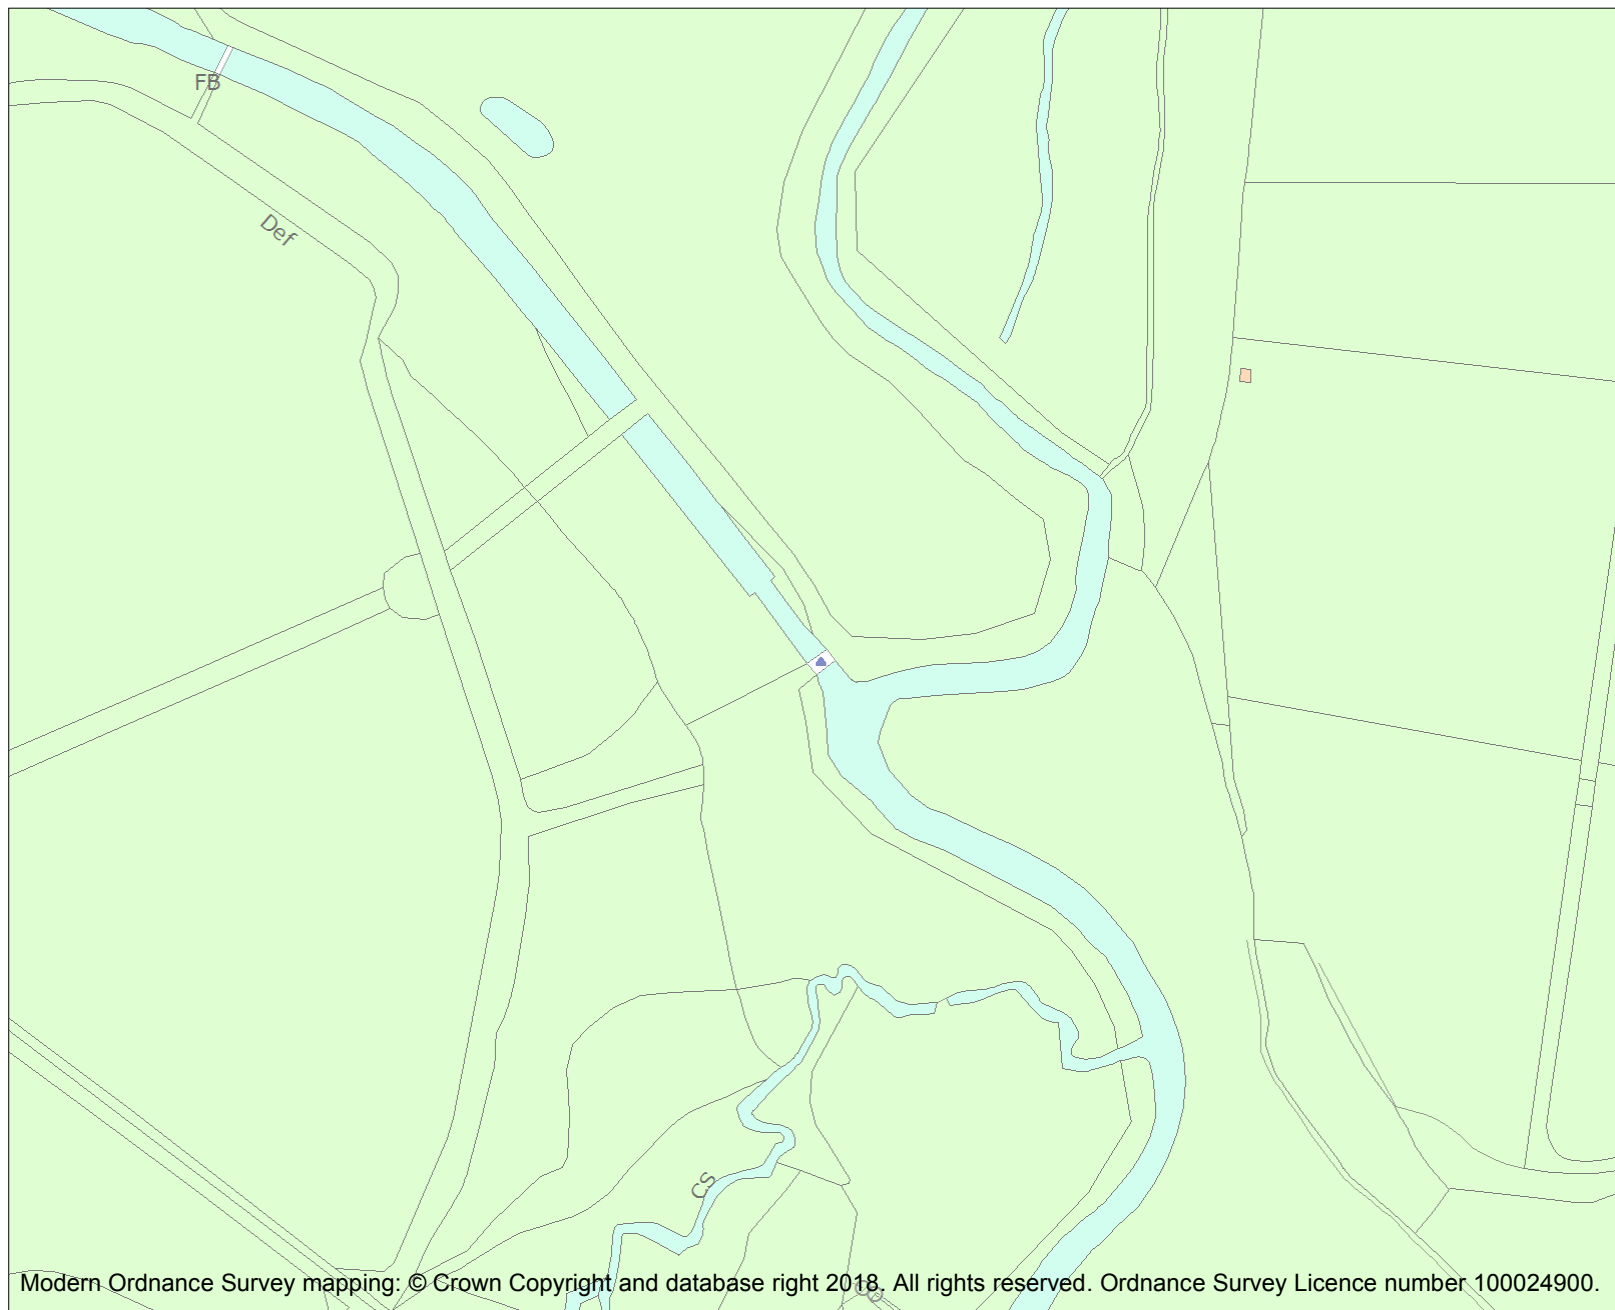 FB
Def
CS
CD
Modern Ordnance Survey mapping: © Crown Copyright and database right 2018. All rights reserved. Ordnance Survey Licence number 100024900.